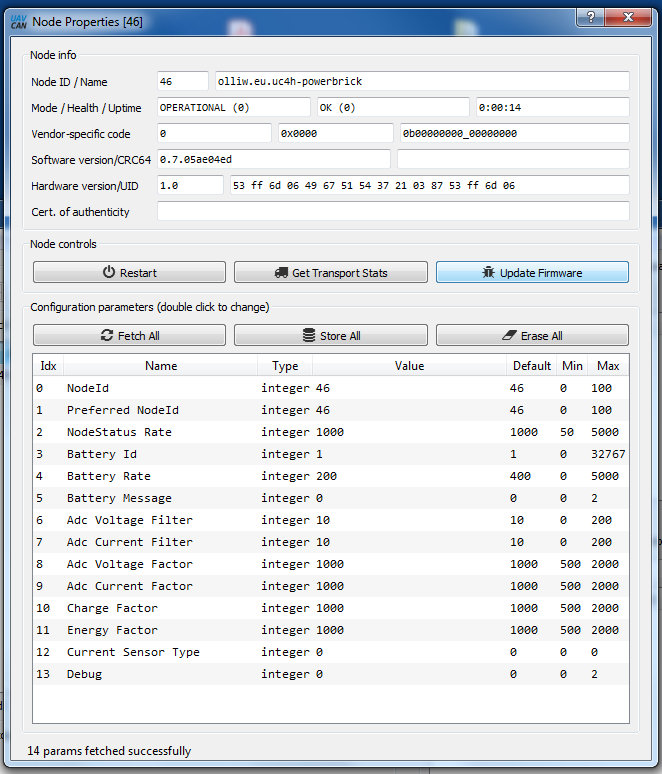 UAV CAN Node Properties [46]
Node info
Node ID / Name 46 olliw.eu.uc4h-powerbrick
Mode / Health / Uptime OPERATIONAL (0) OK (0) 0:00:14
Vendor-specific code 0 0x0000 0b00000000_00000000
Software version/CRC64 0.7.05ae04ed
Hardware version/UID 1.0 53 ff 6d 06 49 67 51 54 37 21 03 87 53 ff 6d 06
Cert. of authenticity
Node controls
Restart Get Transport Stats Update Firmware
Configuration parameters (double click to change)
Fetch All Store All Erase All
Idx Name Type Value Default Min Max
0 NodeId integer 46 46 0 100
1 Preferred NodeId integer 46 46 0 100
2 NodeStatus Rate integer 1000 1000 50 5000
3 Battery Id integer 1 1 0 32767
4 Battery Rate integer 200 400 0 5000
5 Battery Message integer 0 0 0 2
6 Adc Voltage Filter integer 10 10 0 200
7 Adc Current Filter integer 10 10 0 200
8 Adc Voltage Factor integer 1000 1000 500 2000
9 Adc Current Factor integer 1000 1000 500 2000
10 Charge Factor integer 1000 1000 500 2000
11 Energy Factor integer 1000 1000 500 2000
12 Current Sensor Type integer 0 0 0 0
13 Debug integer 0 0 0 2
14 params fetched successfully